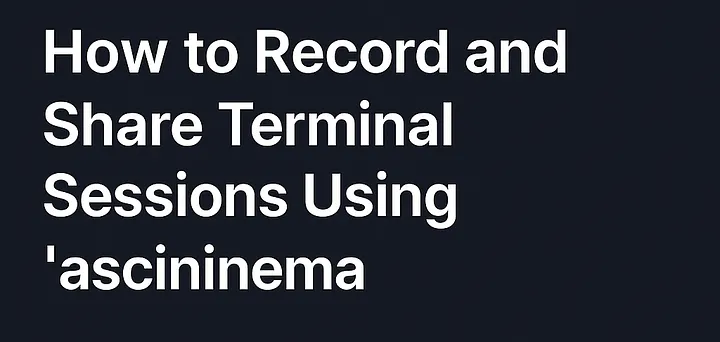 How to Record and
Share Terminal
Sessions Using
'ascininema